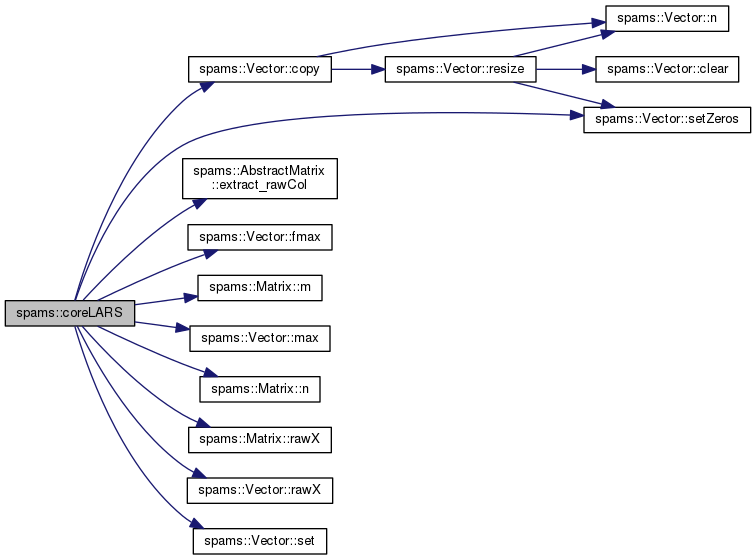 spams::Vector::n
spams::Vector::copy
spams::Vector::resize
spams::Vector::clear
spams::Vector::setZeros
spams::AbstractMatrix
::extract_rawCol
spams::Vector::fmax
spams::Matrix::m
spams::coreLARS
spams::Vector::max
spams::Matrix::n
spams::Matrix::rawX
spams::Vector::rawX
spams::Vector::set